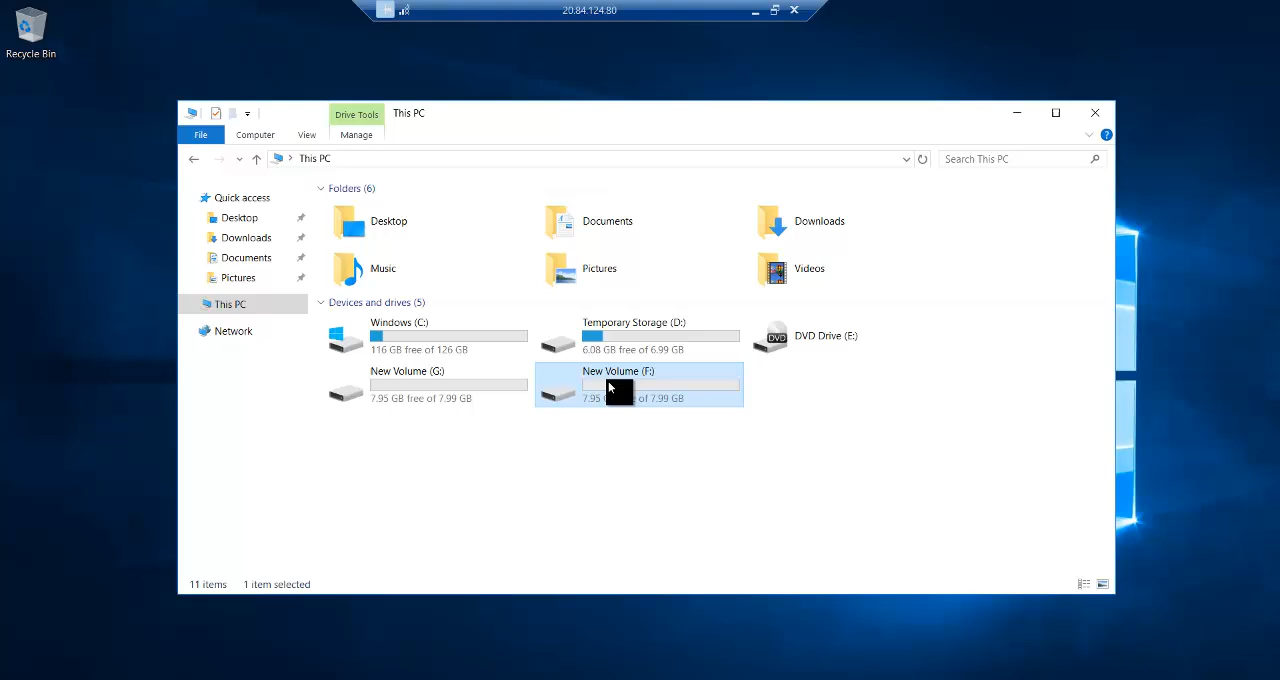 20.84.124.80
Recycle Bin
Drive Tools
This PC
File
Computer
View
Manage
This PC
Search This PC
Quick access
Desktop
Downloads
Documents
Pictures
This PC
Network
Folders (6)
Desktop
Documents
Downloads
Music
Pictures
Videos
Devices and drives (5)
Windows (C:)
116 GB free of 126 GB
Temporary Storage (D:)
6.08 GB free of 6.99 GB
DVD
DVD Drive (E:)
New Volume (G:)
7.95 GB free of 7.99 GB
New Volume (F:)
7.95 of 7.99 GB
11 items
1 item selected